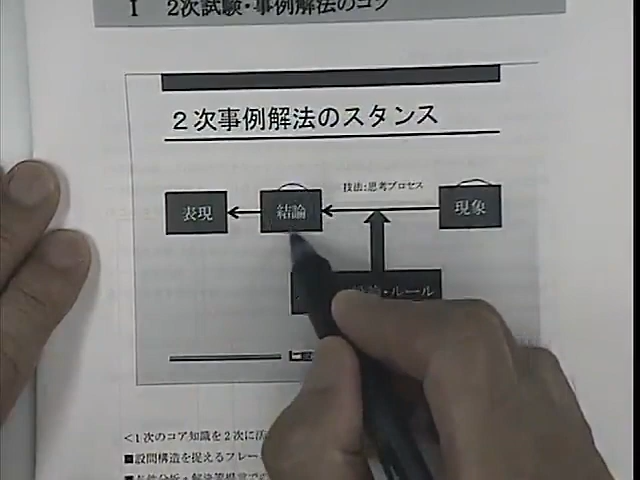 I 2次試験・事例解法のコツ
2次事例解法のスタンス
技法:思考プロセス
表現 結論 現象
・ルール
<1次のコア知識を2次に活
■設問構造を捉えるフレー